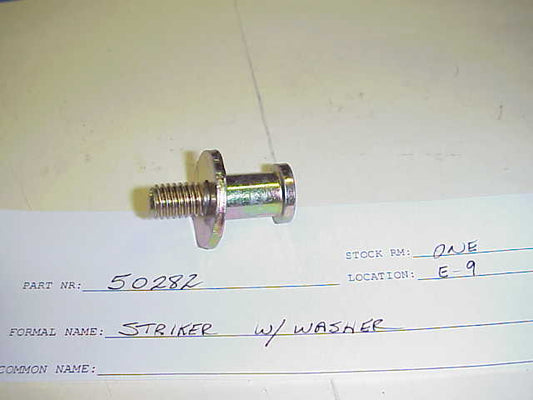 STOCK RM: ONE
PART NR: 50282 LOCATION: E-9
FORMAL NAME: STRIKER W/ WASHER
COMMON NAME: